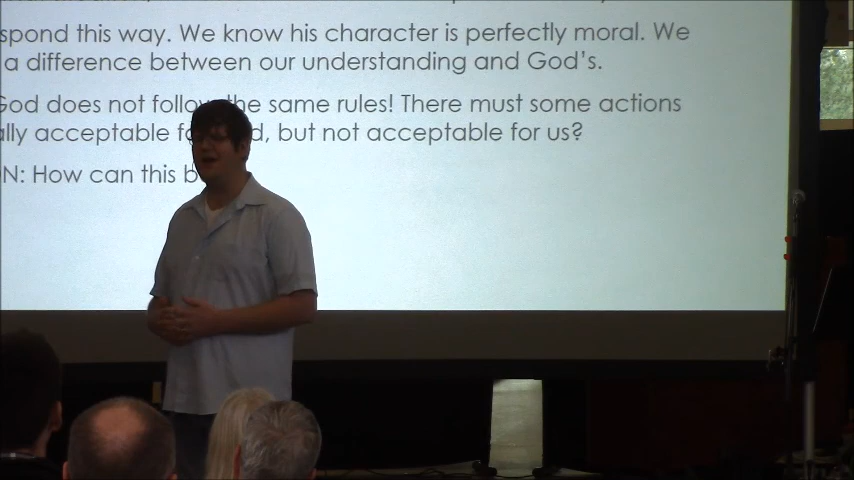 spond this way. We know his character is perfectly moral. We
a difference between our understanding and God's.
God does not follow the same rules! There must some actions
ally acceptable f d, but not acceptable for us?
N: How can this b